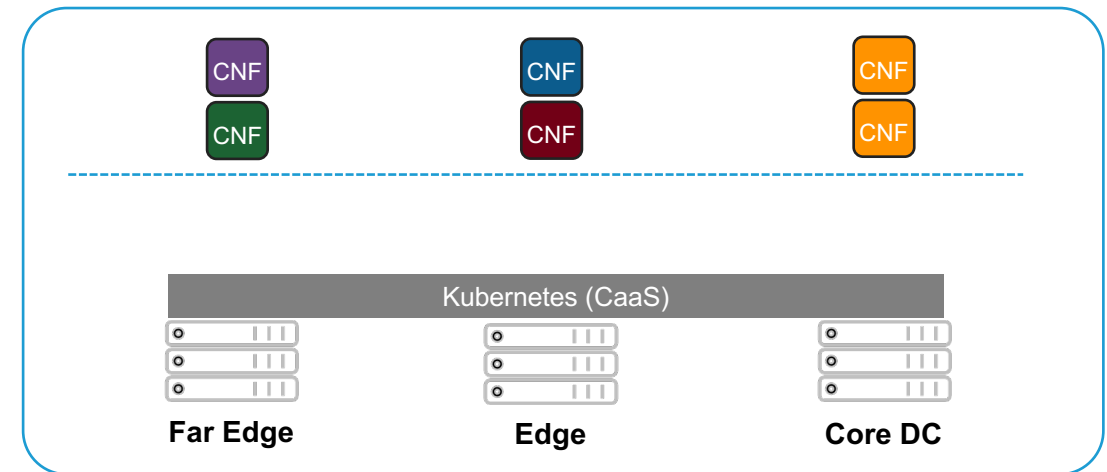 CNF CNF CNF
CNF CNF CNF
Kubernetes (CaaS)
Far Edge Edge Core DC